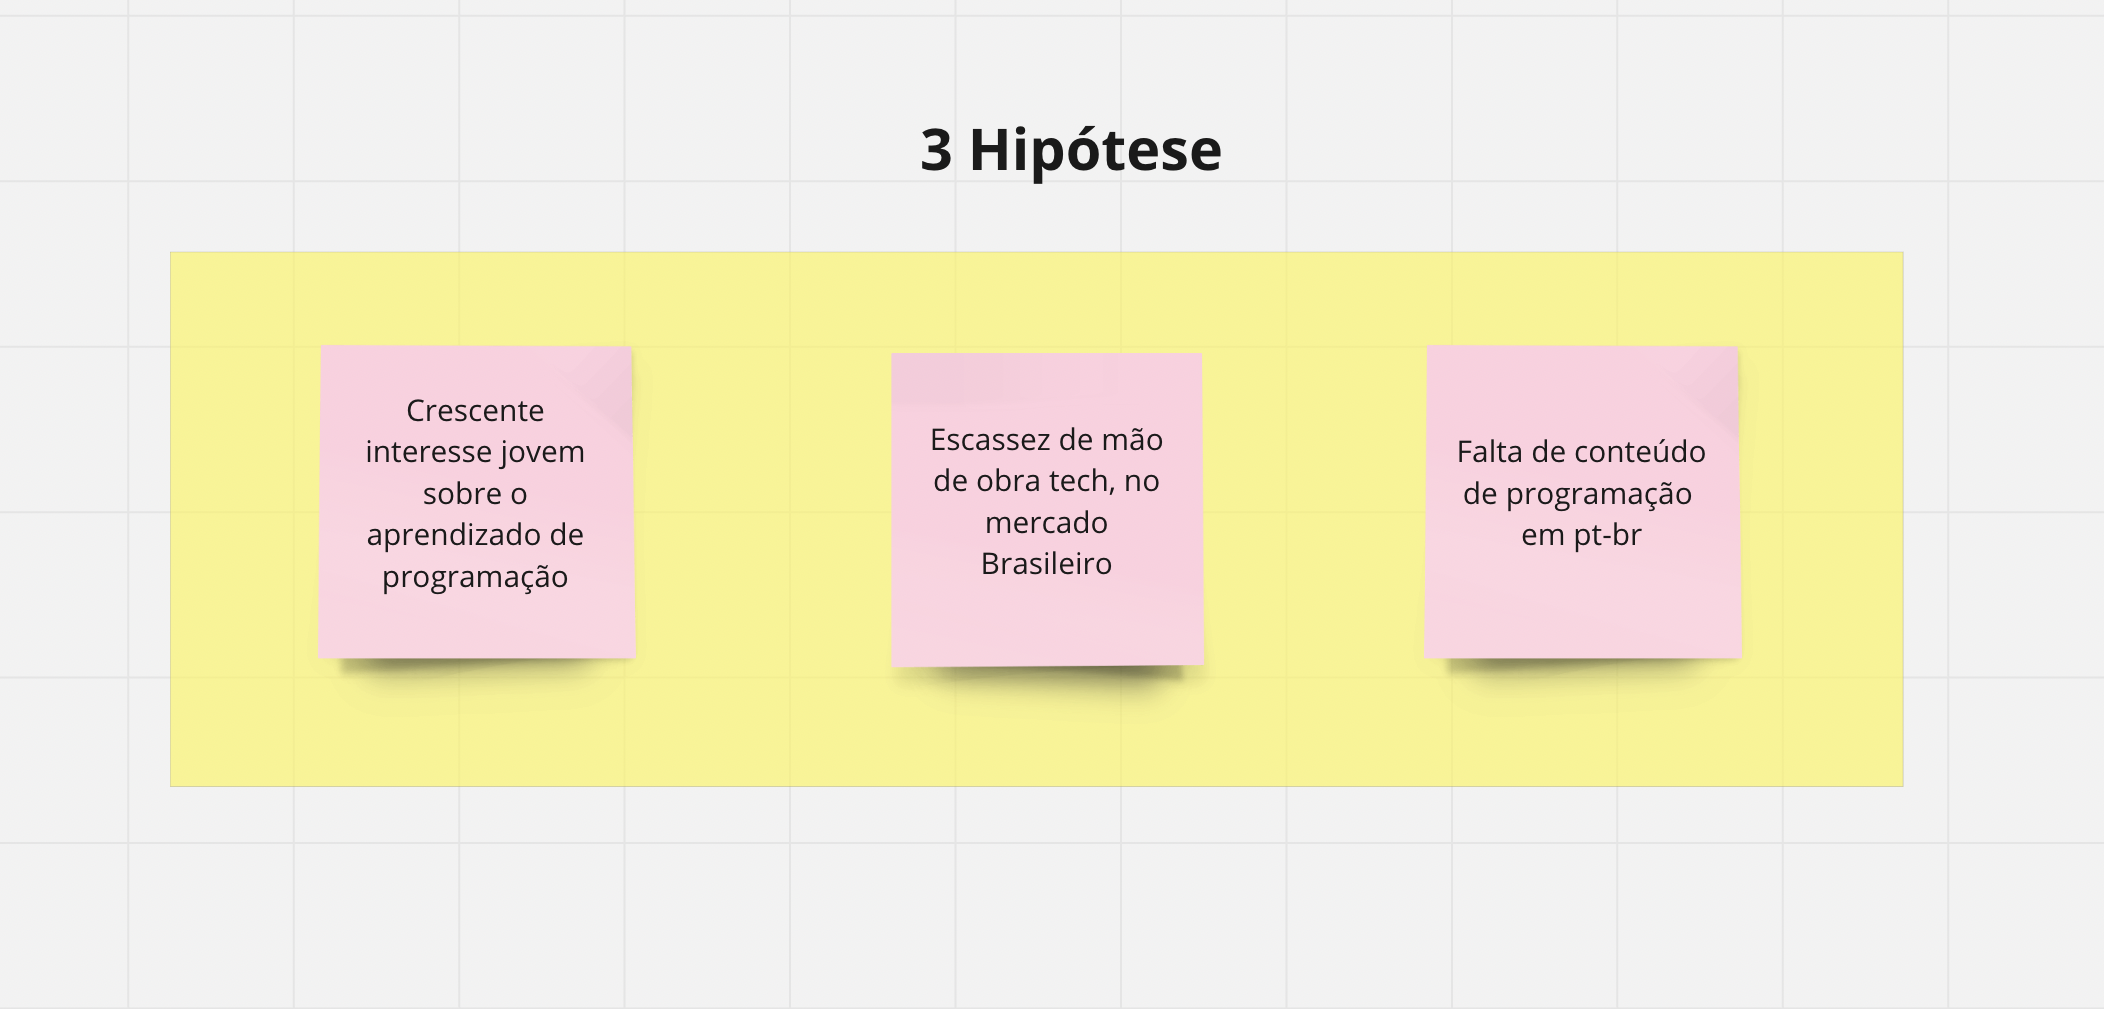 3 Hipótese
Crescente
interesse jovem
sobre o
aprendizado de
programação
Escassez de mão
de obra tech, no
mercado
Brasileiro
Falta de conteúdo
de programação
em pt-br